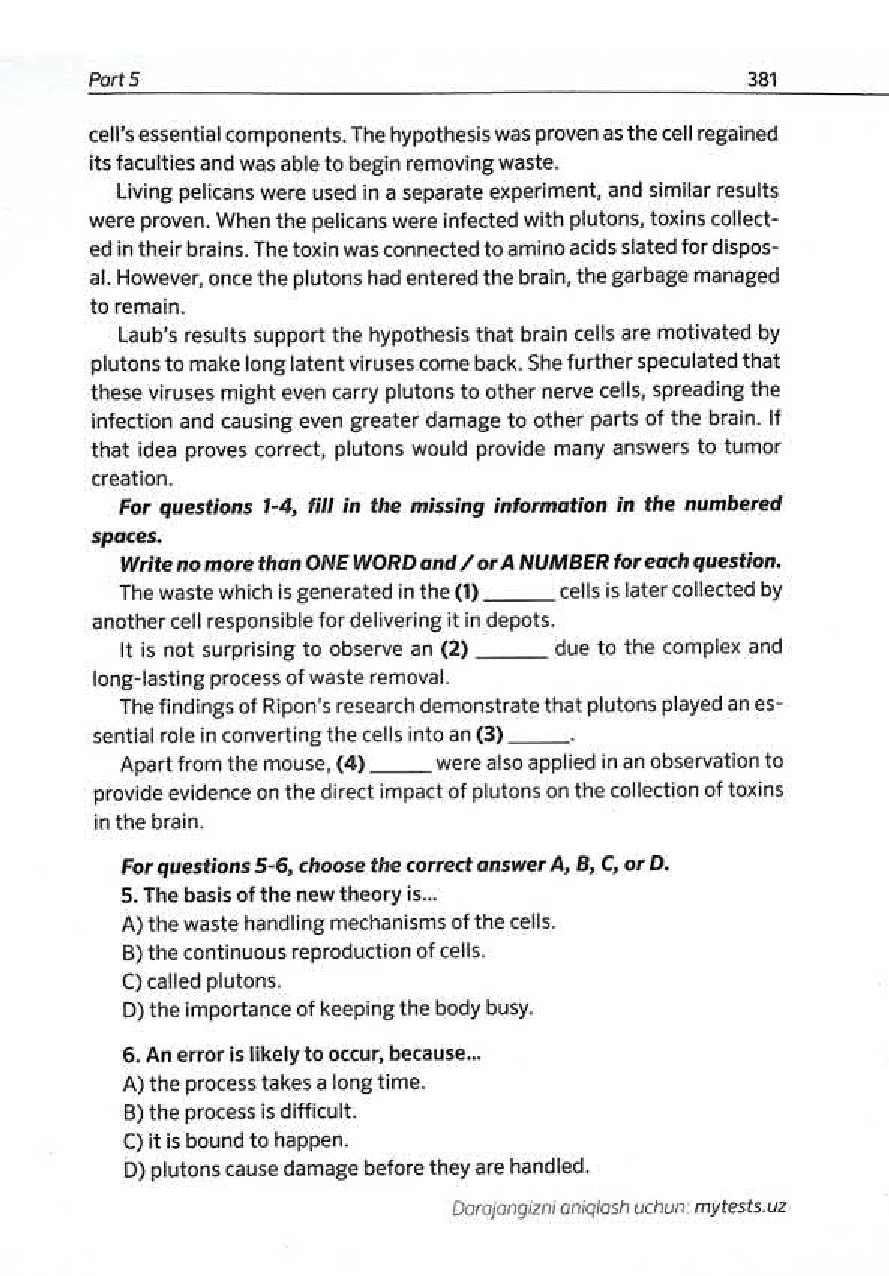 Part 5 381
cell's essential components. The hypothesis was proven as the cell regained
its faculties and was able to begin removing waste.
Living pelicans were used in a separate experiment, and similar results
were proven. When the pelicans were infected with plutons, toxins collect-
ed in their brains. The toxin was connected to amino acids slated for dispos-
al. However, once the plutons had entered the brain, the garbage managed
to remain.
Laub's results support the hypothesis that brain cells are motivated by
plutons to make long latent viruses come back. She further speculated that
these viruses might even carry plutons to other nerve cells, spreading the
infection and causing even greater damage to other parts of the brain. If
that idea proves correct, plutons would provide many answers to tumor
creation.
For questions 1-4, fill in the missing information in the numbered
spaces.
Write no more than ONE WORD and / or A NUMBER for each question.
The waste which is generated in the (1) _______ cells is later collected by
another cell responsible for delivering it in depots.
It is not surprising to observe an (2) _______ due to the complex and
long-lasting process of waste removal.
The findings of Ripon's research demonstrate that plutons played an es-
sential role in converting the cells into an (3) ______.
Apart from the mouse, (4) ______ were also applied in an observation to
provide evidence on the direct impact of plutons on the collection of toxins
in the brain.
For questions 5-6, choose the correct answer A, B, C, or D.
5. The basis of the new theory is...
A) the waste handling mechanisms of the cells.
B) the continuous reproduction of cells.
C) called plutons.
D) the importance of keeping the body busy.
6. An error is likely to occur, because...
A) the process takes a long time.
B) the process is difficult.
C) it is bound to happen.
D) plutons cause damage before they are handled.
Darajangizni aniqlash uchun: mytests.uz